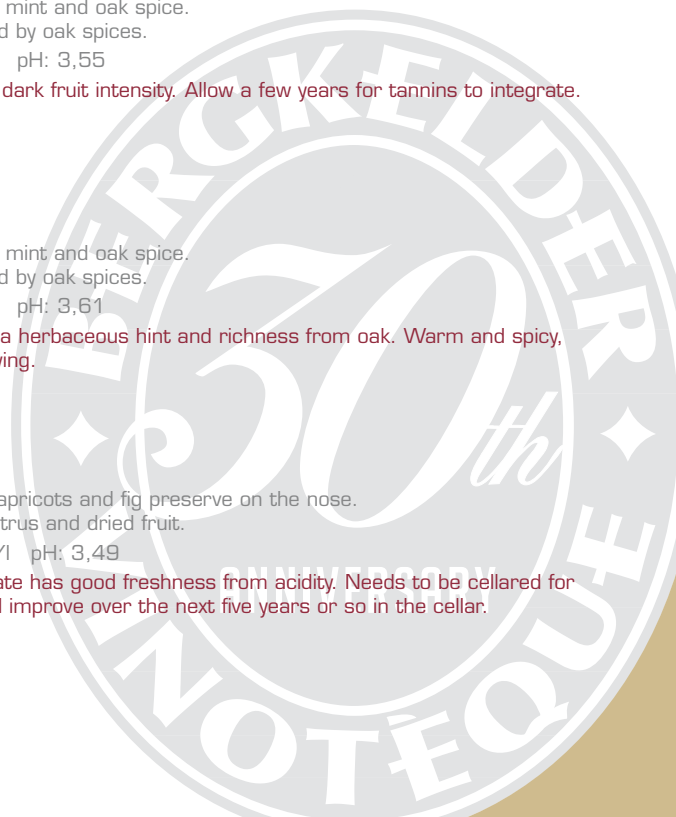 mint and oak spice.
d by oak spices.
pH: 3,55
dark fruit intensity. Allow a few years for tannins to integrate.
mint and oak spice.
d by oak spices.
pH: 3,61
a herbaceous hint and richness from oak. Warm and spicy,
ing.
apricots and fig preserve on the nose.
trus and dried fruit.
/l pH: 3,49
ate has good freshness from acidity. Needs to be cellared for
improve over the next five years or so in the cellar.
BERGKELDER
30th
ANNIVERSARY
VINOTÈQUE